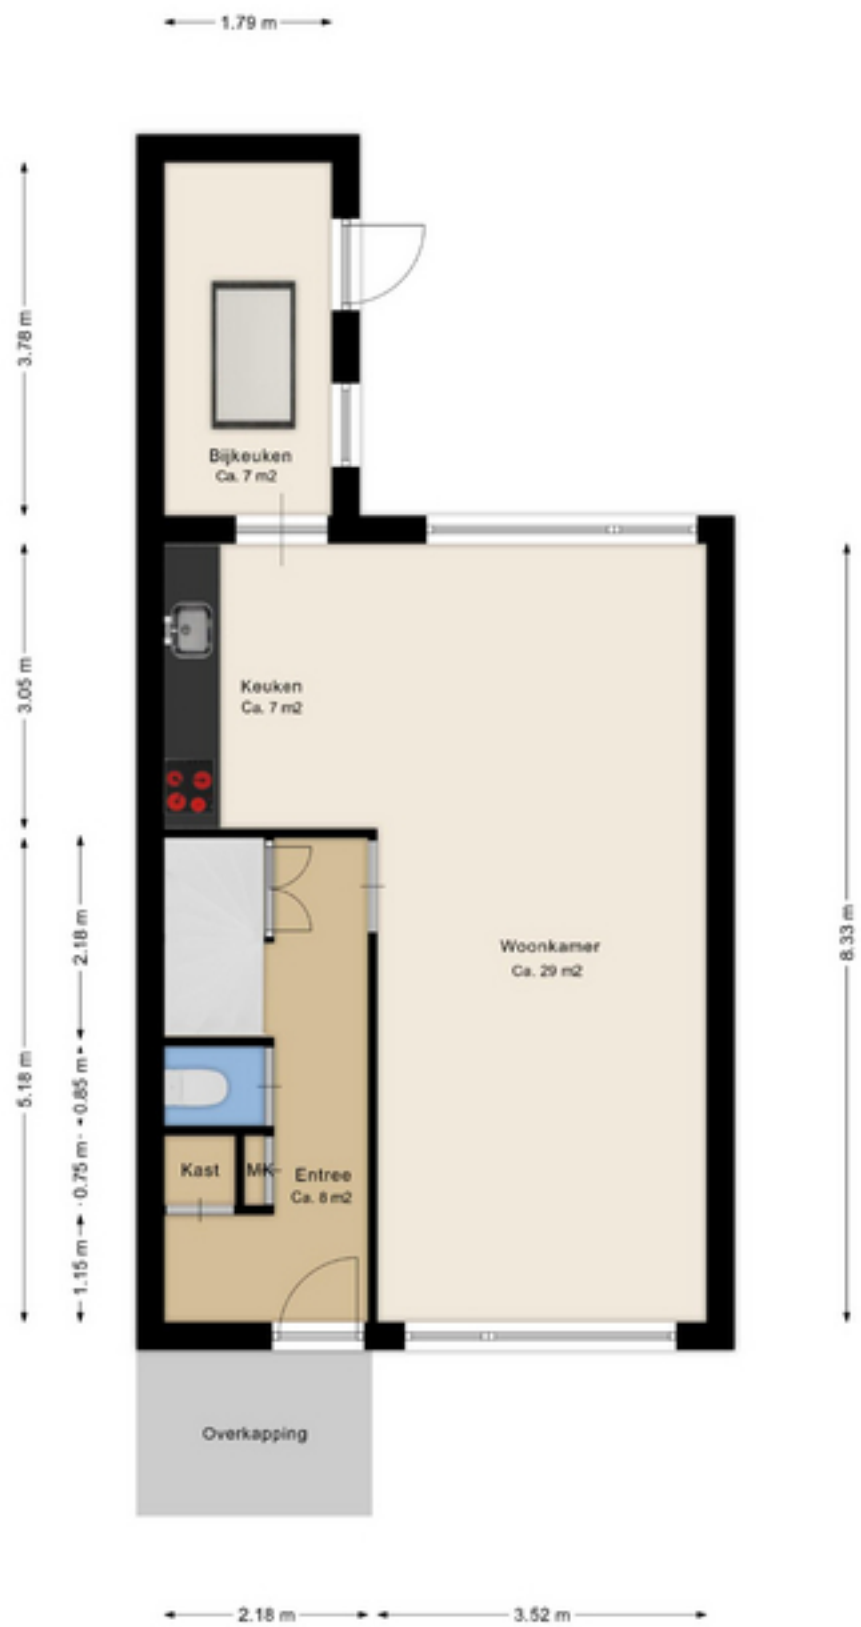 1.79 m
3.78 m
Bijkeuken
Ca. 7 m2
3.05 m
Keuken
Ca. 7 m2
8.33 m
2.18 m
Woonkamer
Ca. 29 m2
5.18 m
0.85 m
0.75 m
Kast
MK
Entree
Ca. 8 m2
1.15 m
Overkapping
2.18 m
3.52 m